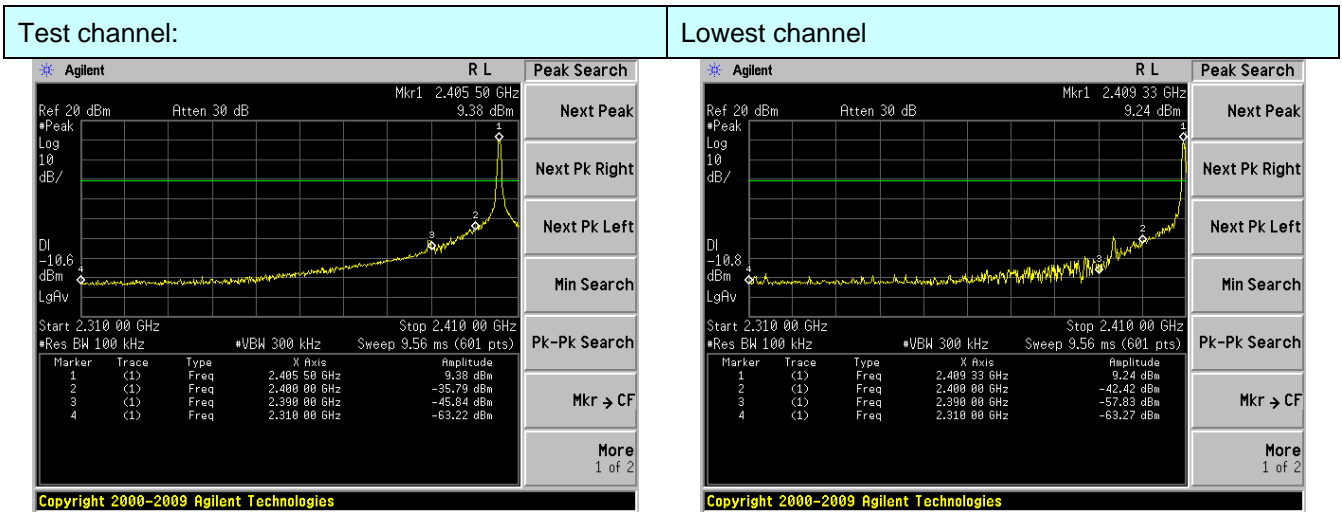 Test channel:
Lowest channel
Agilent
R L
Peak Search
Mkr1 2.405 50 GHz
Ref 20 dBm
Atten 30 dB
9.38 dBm
#Peak
Log
10
dB/
DI
-10.6
dBm
LgAv
1
2
3
4
Start 2.310 00 GHz
Stop 2.410 00 GHz
#Res BW 100 kHz
#VBW 300 kHz
Sweep 9.56 ms (601 pts)
Marker Trace Type X Axis Amplitude
1 (1) Freq 2.405 50 GHz 9.38 dBm
2 (1) Freq 2.400 00 GHz -35.79 dBm
3 (1) Freq 2.390 00 GHz -45.84 dBm
4 (1) Freq 2.310 00 GHz -63.22 dBm
Copyright 2000-2009 Agilent Technologies
Next Peak
Next Pk Right
Next Pk Left
Min Search
Pk-Pk Search
Mkr → CF
More
1 of 2
Agilent
R L
Peak Search
Mkr1 2.409 33 GHz
Ref 20 dBm
Atten 30 dB
9.24 dBm
#Peak
Log
10
dB/
DI
-10.8
dBm
LgAv
1
2
3
4
Start 2.310 00 GHz
Stop 2.410 00 GHz
#Res BW 100 kHz
#VBW 300 kHz
Sweep 9.56 ms (601 pts)
Marker Trace Type X Axis Amplitude
1 (1) Freq 2.409 33 GHz 9.24 dBm
2 (1) Freq 2.400 00 GHz -42.42 dBm
3 (1) Freq 2.390 00 GHz -57.83 dBm
4 (1) Freq 2.310 00 GHz -63.27 dBm
Copyright 2000-2009 Agilent Technologies
Next Peak
Next Pk Right
Next Pk Left
Min Search
Pk-Pk Search
Mkr → CF
More
1 of 2